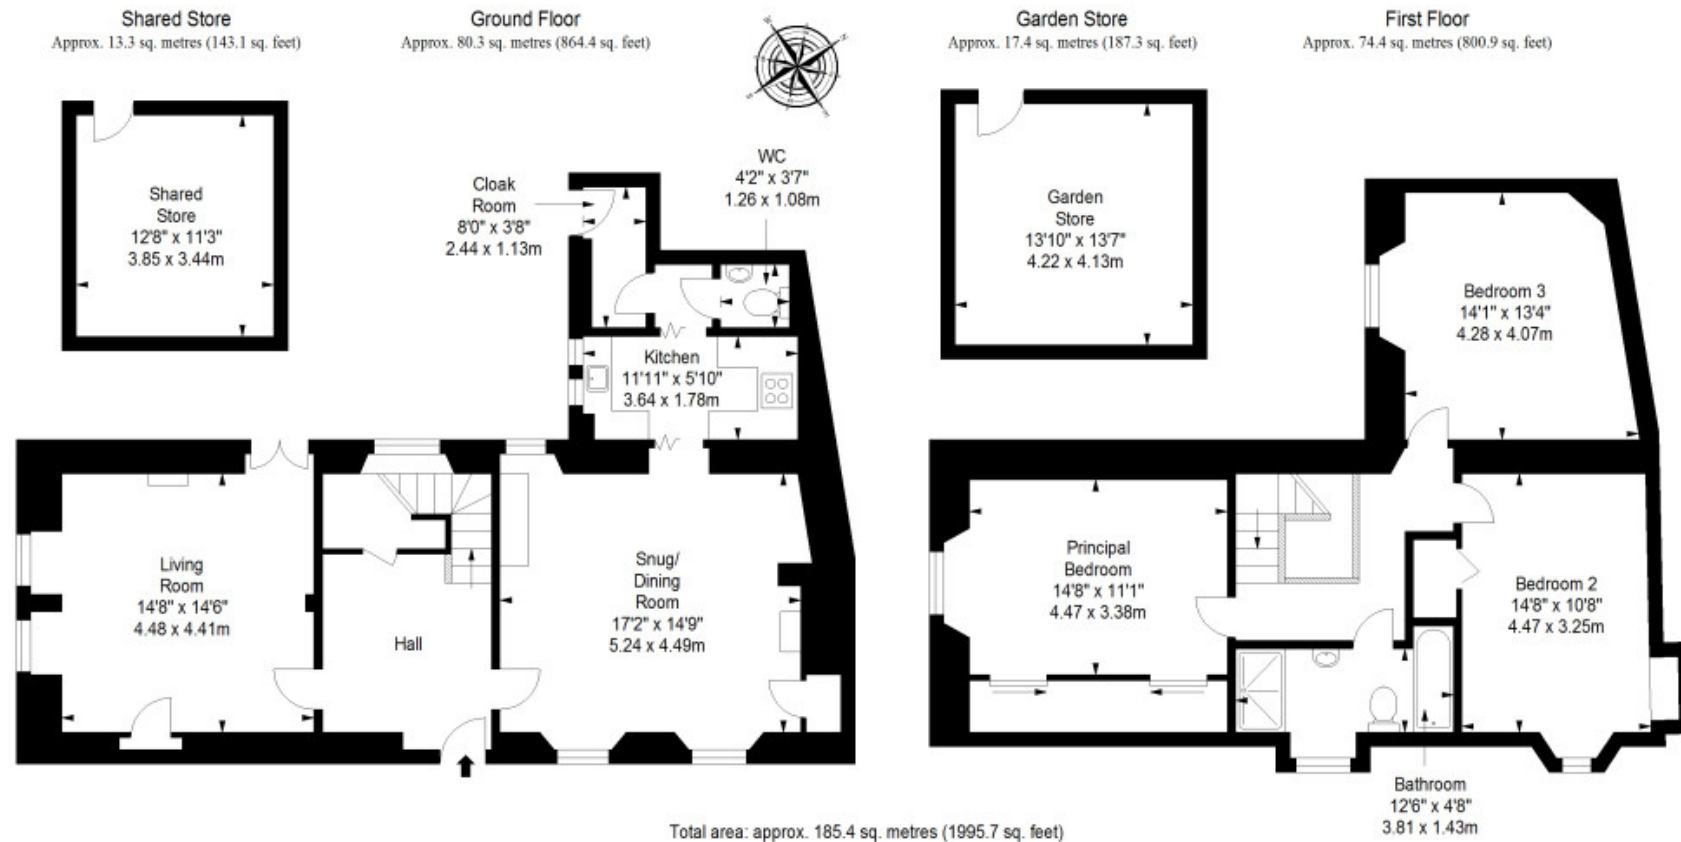 Shared Store
Approx. 13.3 sq. metres (143.1 sq. feet)
Ground Floor
Approx. 80.3 sq. metres (864.4 sq. feet)
Garden Store
Approx. 17.4 sq. metres (187.3 sq. feet)
First Floor
Approx. 74.4 sq. metres (800.9 sq. feet)
Shared
Store
12'8" x 11'3"
3.85 x 3.44m
Cloak
Room
8'0" x 3'8"
2.44 x 1.13m
WC
4'2" x 3'7"
1.26 x 1.08m
Kitchen
11'11" x 5'10"
3.64 x 1.78m
Living
Room
14'8" x 14'6"
4.48 x 4.41m
Hall
Snug/
Dining
Room
17'2" x 14'9"
5.24 x 4.49m
Garden
Store
13'10" x 13'7"
4.22 x 4.13m
Bedroom 3
14'1" x 13'4"
4.28 x 4.07m
Principal
Bedroom
14'8" x 11'1"
4.47 x 3.38m
Bedroom 2
14'8" x 10'8"
4.47 x 3.25m
Bathroom
12'6" x 4'8"
3.81 x 1.43m
Total area: approx. 185.4 sq. metres (1995.7 sq. feet)